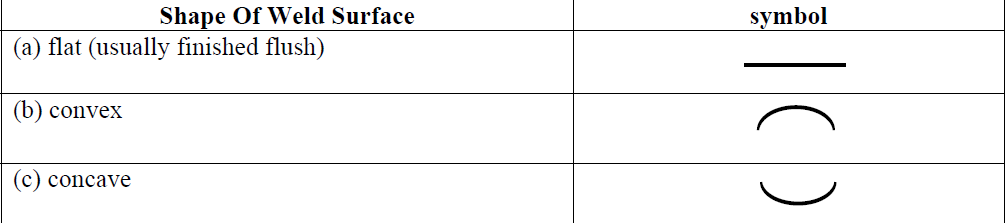 Shape Of Weld Surface symbol
(a) flat (usually finished flush)
(b) convex
(c) concave